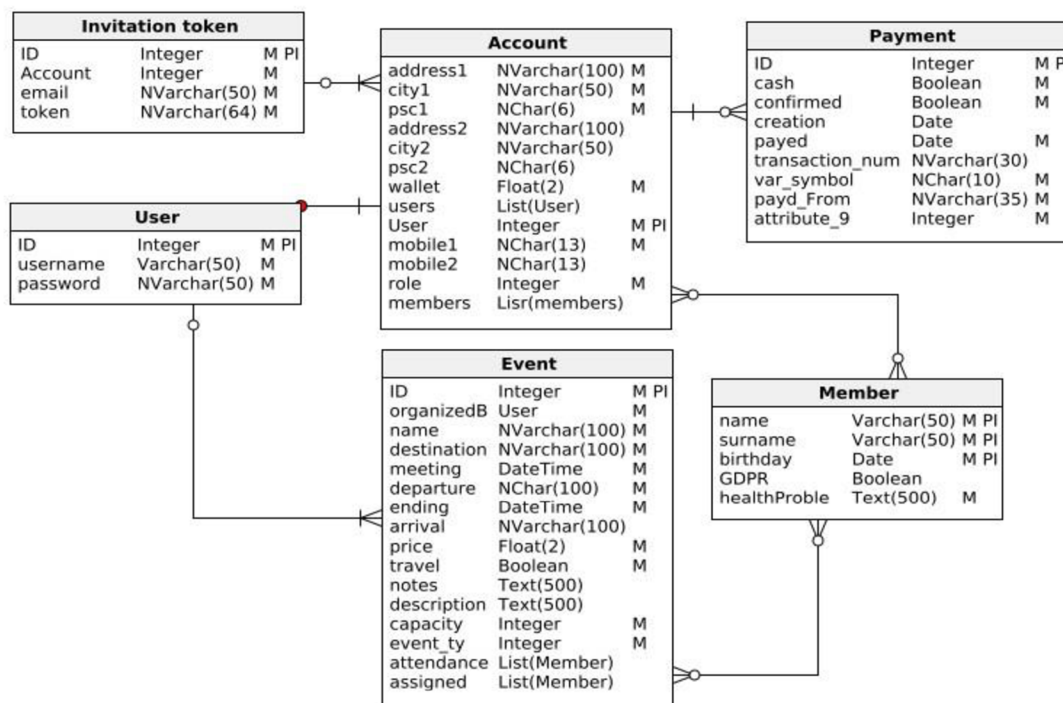 Invitation token
ID Integer M PI
Account Integer M
email NVarchar(50) M
token NVarchar(64) M
Account
address1 NVarchar(100) M
city1 NVarchar(50) M
psc1 NChar(6) M
address2 NVarchar(100)
city2 NVarchar(50)
psc2 NChar(6)
wallet Float(2) M
users List(User)
User Integer M PI
mobile1 NChar(13) M
mobile2 NChar(13)
role Integer M
members Lisr(members)
Payment
ID Integer M P
cash Boolean M
confirmed Boolean M
creation Date
payed Date M
transaction_num NVarchar(30)
var_symbol NChar(10) M
payd_From NVarchar(35) M
attribute_9 Integer M
User
ID Integer M PI
username Varchar(50) M
password NVarchar(50) M
Event
ID Integer M PI
organizedB User M
name NVarchar(100) M
destination NVarchar(100) M
meeting DateTime M
departure NChar(100) M
ending DateTime M
arrival NVarchar(100)
price Float(2) M
travel Boolean M
notes Text(500)
description Text(500)
capacity Integer M
event_ty Integer M
attendance List(Member)
assigned List(Member)
Member
name Varchar(50) M PI
surname Varchar(50) M PI
birthday Date M PI
GDPR Boolean
healthProble Text(500) M